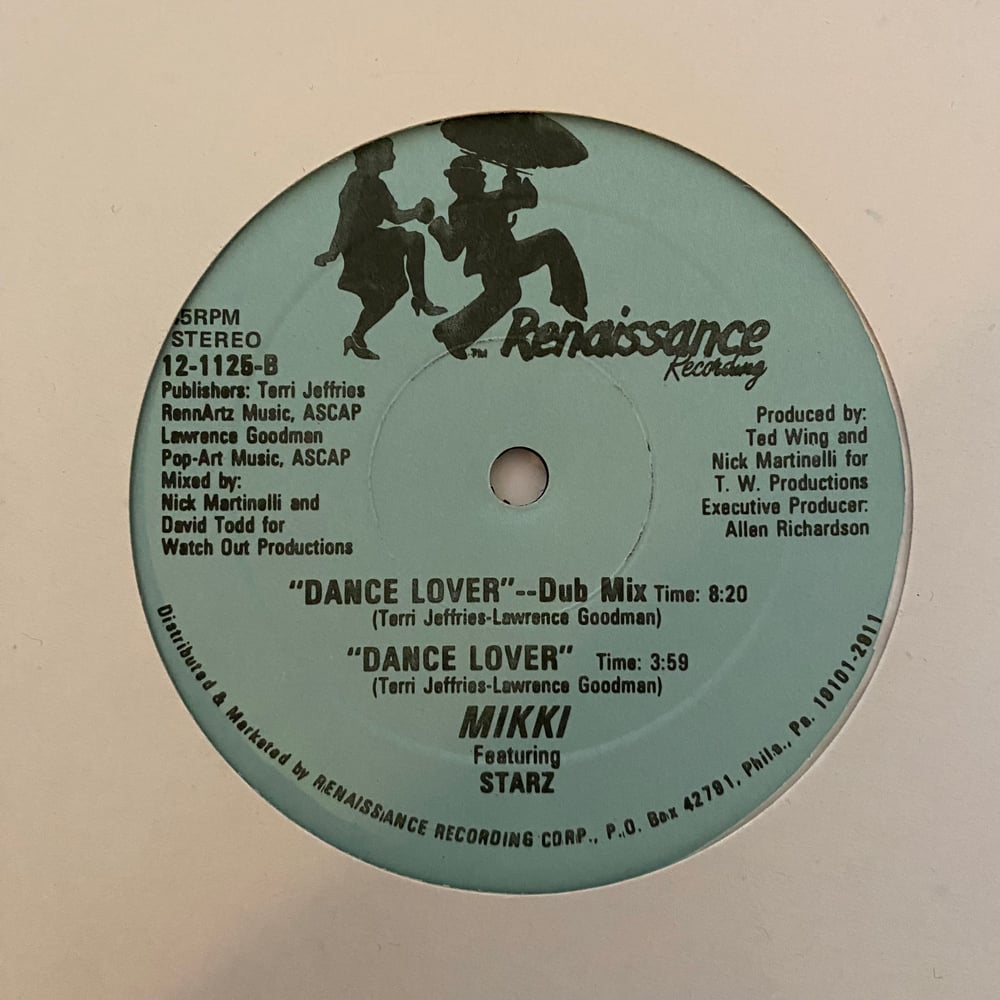 Renaissance
Recording
TM
5RPM
STEREO
12-1125-B
Publishers: Terri Jeffries
RennArtz Music, ASCAP
Lawrence Goodman
Pop-Art Music, ASCAP
Mixed by:
Nick Martinelli and
David Todd for
Watch Out Productions
Produced by:
Ted Wing and
Nick Martinelli for
T. W. Productions
Executive Producer:
Allen Richardson
"DANCE LOVER"--Dub Mix Time: 8:20
(Terri Jeffries-Lawrence Goodman)
"DANCE LOVER" Time: 3:59
(Terri Jeffries-Lawrence Goodman)
MIKKI
Featuring
STARZ
Distributed & Marketed by RENAISSANCE RECORDING CORP., P.O. Box 42791, Phila., Pa. 19101-2911